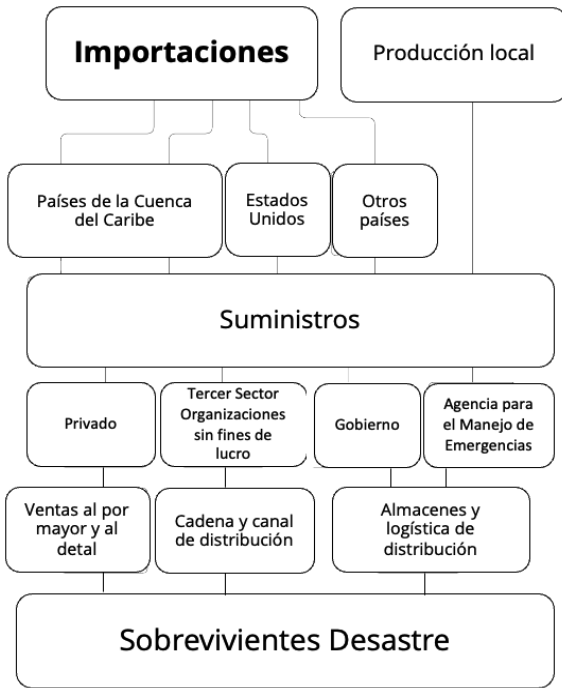 Importaciones
Producción local
Países de la Cuenca
del Caribe
Estados
Unidos
Otros
países
Suministros
Privado
Tercer Sector
Organizaciones
sin fines de
lucro
Gobierno
Agencia para
el Manejo de
Emergencias
Ventas al por
mayor y al
detal
Cadena y canal
de distribución
Almacenes y
logística de
distribución
Sobrevivientes Desastre